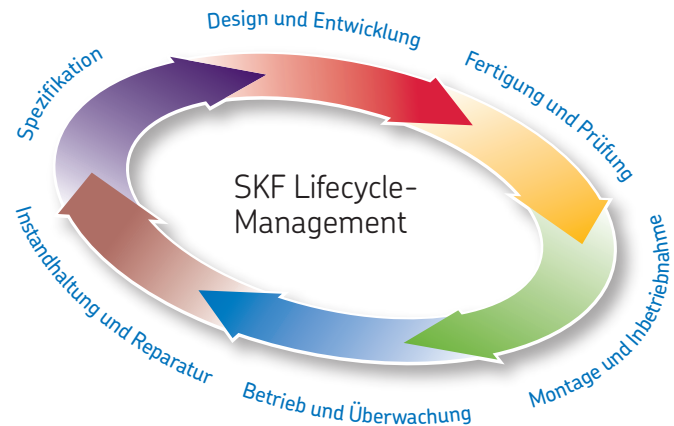 Design und Entwicklung
Fertigung und Prüfung
Montage und Inbetriebnahme
Betrieb und Überwachung
Instandhaltung und Reparatur
Spezifikation
SKF Lifecycle-
Management